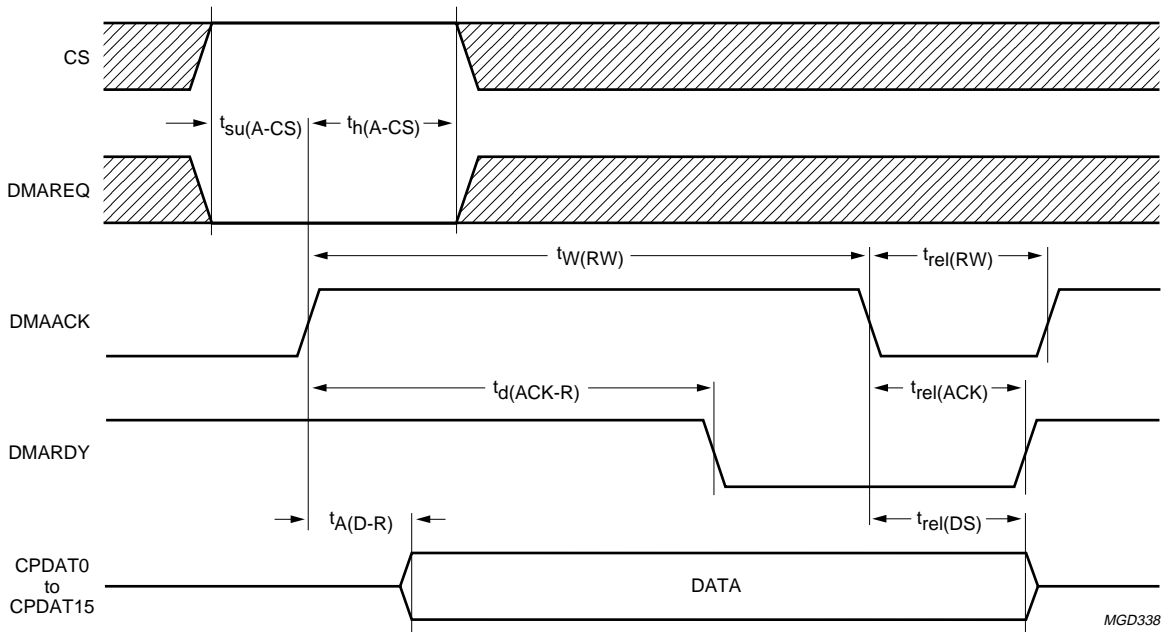 CS
tsu(A-CS)
th(A-CS)
DMAREQ
tW(RW)
trel(RW)
DMAACK
td(ACK-R)
trel(ACK)
DMARDY
tA(D-R)
trel(DS)
CPDAT0
to
CPDAT15
DATA
MGD338